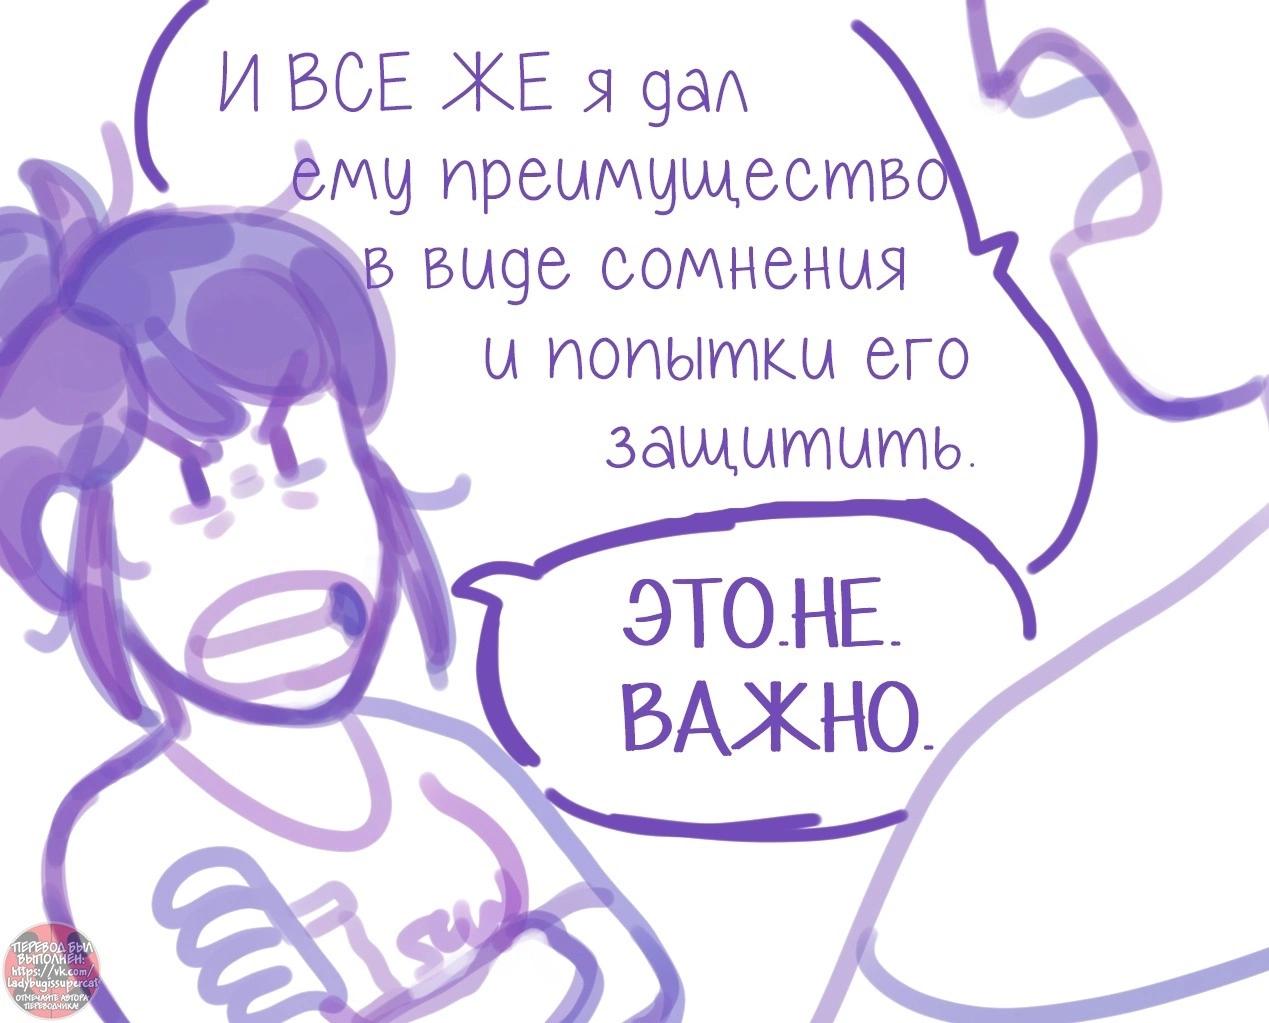 И ВСЕ ЖЕ я дал
ему преимущество
в виде сомнения
и попытки его
защитить.
ЭТО.НЕ.
ВАЖНО.
ПЕРЕВОД БЫЛ
ВЫПОЛНЕН:
https://vk.com/
ladybugissupercat
ОТМЕЧАЙТЕ АВТОРА
ПЕРЕВОДЧИКА!